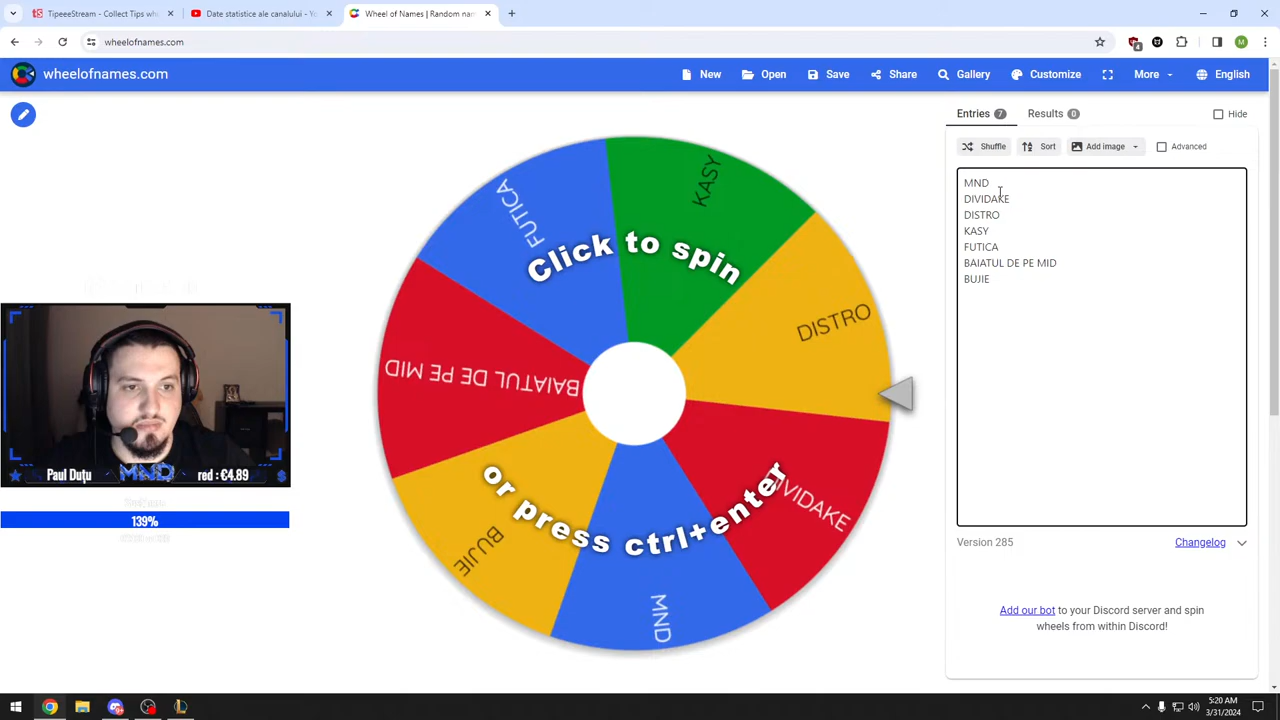 TipeeStream - Collect Tips wh
Date statistice ale canalului - Yo
Wheel of Names | Random nam
wheelofnames.com
4
M
wheelofnames.com
New
Open
Save
Share
Gallery
Customize
More
English
Entries 7
Results 0
Hide
Shuffle
Sort
Add image
Advanced
MND
DIVIDAKE
DISTRO
KASY
FUTICA
BAIATUL DE PE MID
BUJIE
Version 285
Changelog
Add our bot to your Discord server and spin
wheels from within Discord!
KASY
FUTICA
DISTRO
BAIATUL DE PE MID
DIVIDAKE
BUJIE
MND
Click to spin
or press ctrl+enter
Paul Duțu
MND
red : €4.89
139%
5:20 AM
3/31/2024